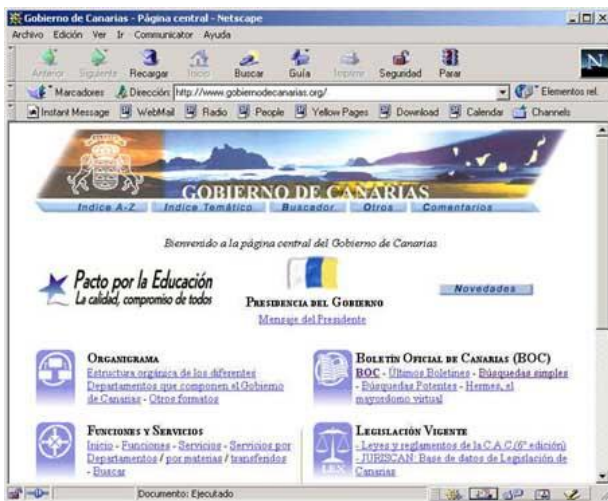 Gobierno de Canarias - Página central - Netscape
Archivo Edición Ver Ir Communicator Ayuda
Anterior Siguiente Recargar Inicio Buscar Guía Imprimir Seguridad Parar
N
Marcadores Dirección http://www.gobiernodecanarias.org/ Elementos rel.
Instant Message WebMail Radio People Yellow Pages Download Calendar Channels
GOBIERNO DE CANARIAS
Indice A-Z Indice Temático Buscador Otros Comentarios
Bienvenido a la página central del Gobierno de Canarias
Pacto por la Educación
La calidad, compromiso de todos
Novedades
PRESIDENCIA DEL GOBIERNO
Mensaje del Presidente
ORGANIGRAMA
Estructura orgánica de los diferentes
Departamentos que componen el Gobierno
de Canarias - Otros formatos
BOLETÍN OFICIAL DE CANARIAS (BOC)
BOC - Últimos Boletines - Búsquedas simples
- Búsquedas Potentes - Hermes, el
mayordomo virtual
FUNCIONES Y SERVICIOS
Inicio - Funciones - Servicios - Servicios por
Departamentos / por materias / transferidos
- Buscar
LEGISLACIÓN VIGENTE
- Leyes y reglamentos de la C.A.C.(6ª edición)
- JURISCAN: Base de datos de Legislación de
Canarias
LEX
Documento: Ejecutado